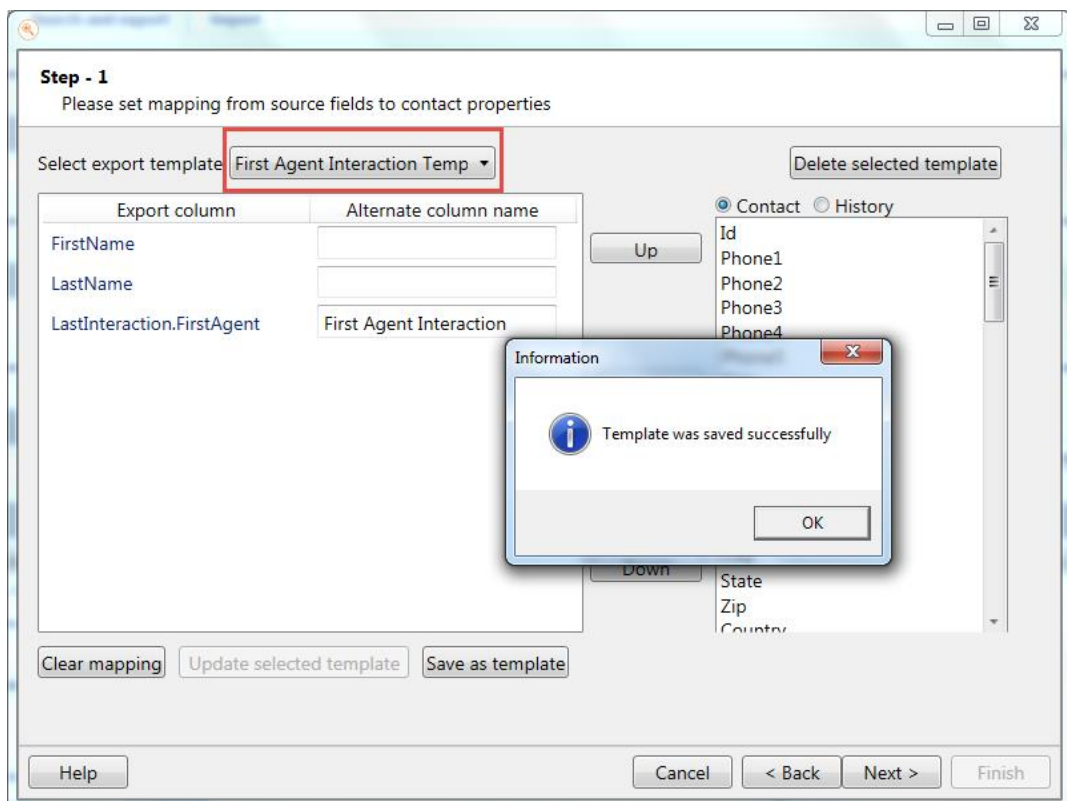 Step - 1
Please set mapping from source fields to contact properties
Select export template First Agent Interaction Temp
Delete selected template
Export column Alternate column name
Contact History
FirstName
LastName
LastInteraction.FirstAgent First Agent Interaction
Up
Id
Phone1
Phone2
Phone3
Phone4
Information
Template was saved successfully
OK
Down
State
Zip
Country
Clear mapping Update selected template Save as template
Help Cancel < Back Next > Finish